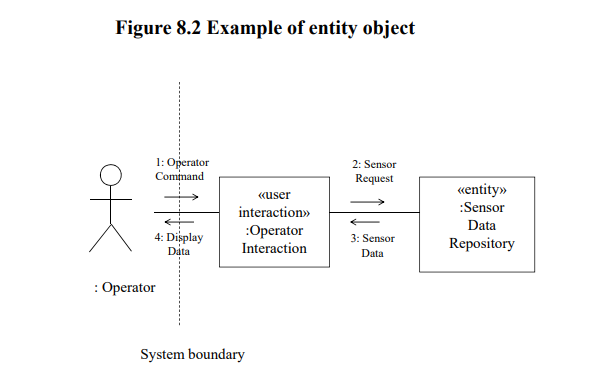 Figure 8.2 Example of entity object
1: Operator
Command
2: Sensor
Request
«user
interaction»
:Operator
Interaction
«entity»
:Sensor
Data
Repository
4: Display
Data
3: Sensor
Data
: Operator
System boundary